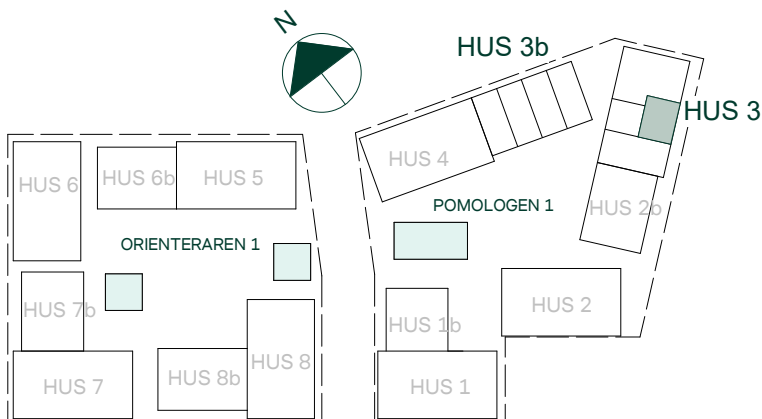 N
HUS 3b
HUS 3
HUS 4
HUS 6
HUS 6b
HUS 5
POMOLOGEN 1
HUS 2b
ORIENTERAREN 1
HUS 7b
HUS 2
HUS 1b
HUS 8
HUS 8b
HUS 7
HUS 1